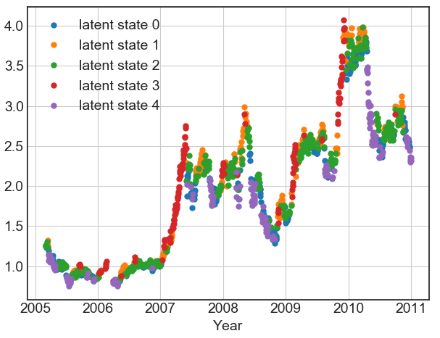 4.0
3.5
3.0
2.5
2.0
1.5
1.0
latent state 0
latent state 1
latent state 2
latent state 3
latent state 4
2005 2006 2007 2008 2009 2010 2011
Year